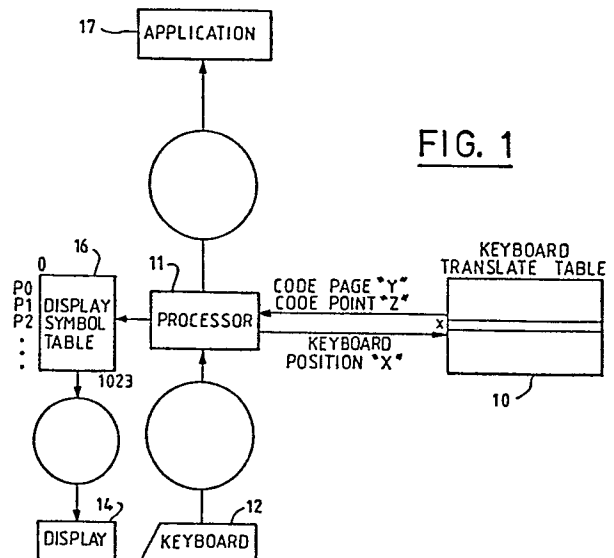 17
APPLICATION
FIG. 1
16
0
P0
P1
P2
DISPLAY
SYMBOL
TABLE
1023
11
PROCESSOR
CODE PAGE "Y"
CODE POINT "Z"
KEYBOARD
POSITION "X"
KEYBOARD
TRANSLATE TABLE
x
10
14
DISPLAY
12
KEYBOARD